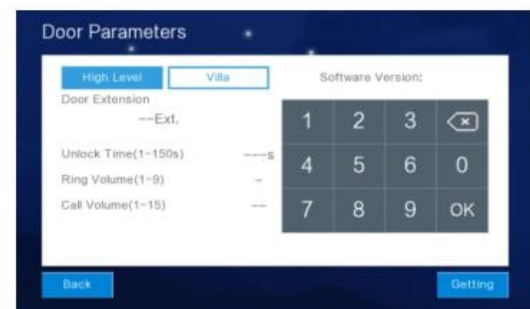 Door Parameters
High Level Villa Software Version:
Door Extension
--Ext.
1 2 3
Unlock Time(1-150s) ---s
4 5 6 0
Ring Volume(1-9) -
Call Volume(1-15) --
7 8 9 OK
Back Getting